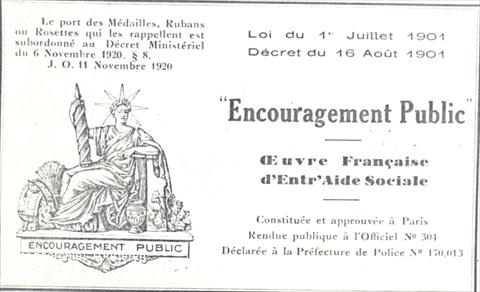 Le port des Médailles, Rubans
ou Rosettes qui les rappellent est
subordonné au Décret Ministériel
du 6 Novembre 1920. § 8.
J. O. 11 Novembre 1920
Loi du 1er Juillet 1901
Décret du 16 Août 1901
"Encouragement Public"
Œuvre Française
d'Entr'Aide Sociale
Constituée et approuvée à Paris
Rendue publique à l'Officiel No 304
Déclarée à la Préfecture de Police No 170,013
ENCOURAGEMENT PUBLIC